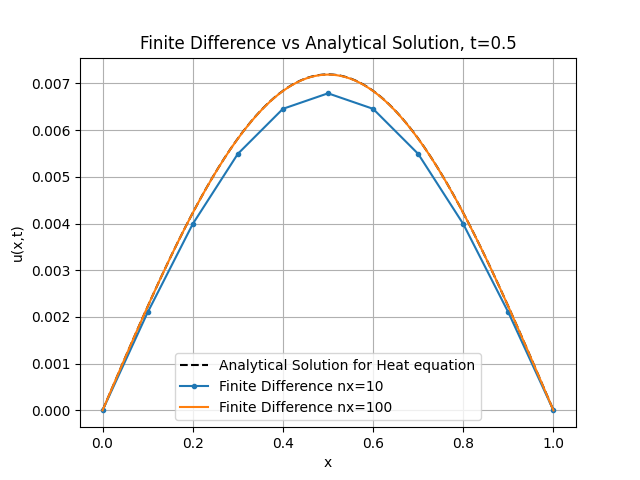 Finite Difference vs Analytical Solution, t=0.5
u(x,t)
0.007
0.006
0.005
0.004
0.003
0.002
0.001
0.000
Analytical Solution for Heat equation
Finite Difference nx=10
Finite Difference nx=100
0.0 0.2 0.4 0.6 0.8 1.0
x